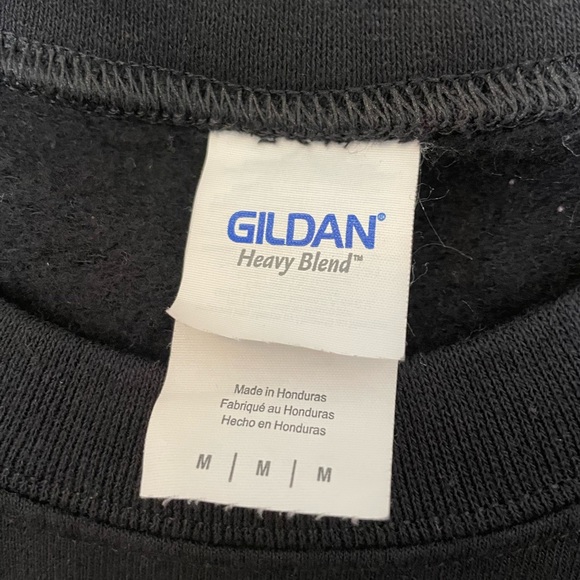 GILDAN®
Heavy Blend™
Made in Honduras
Fabriqué au Honduras
Hecho en Honduras
M | M | M